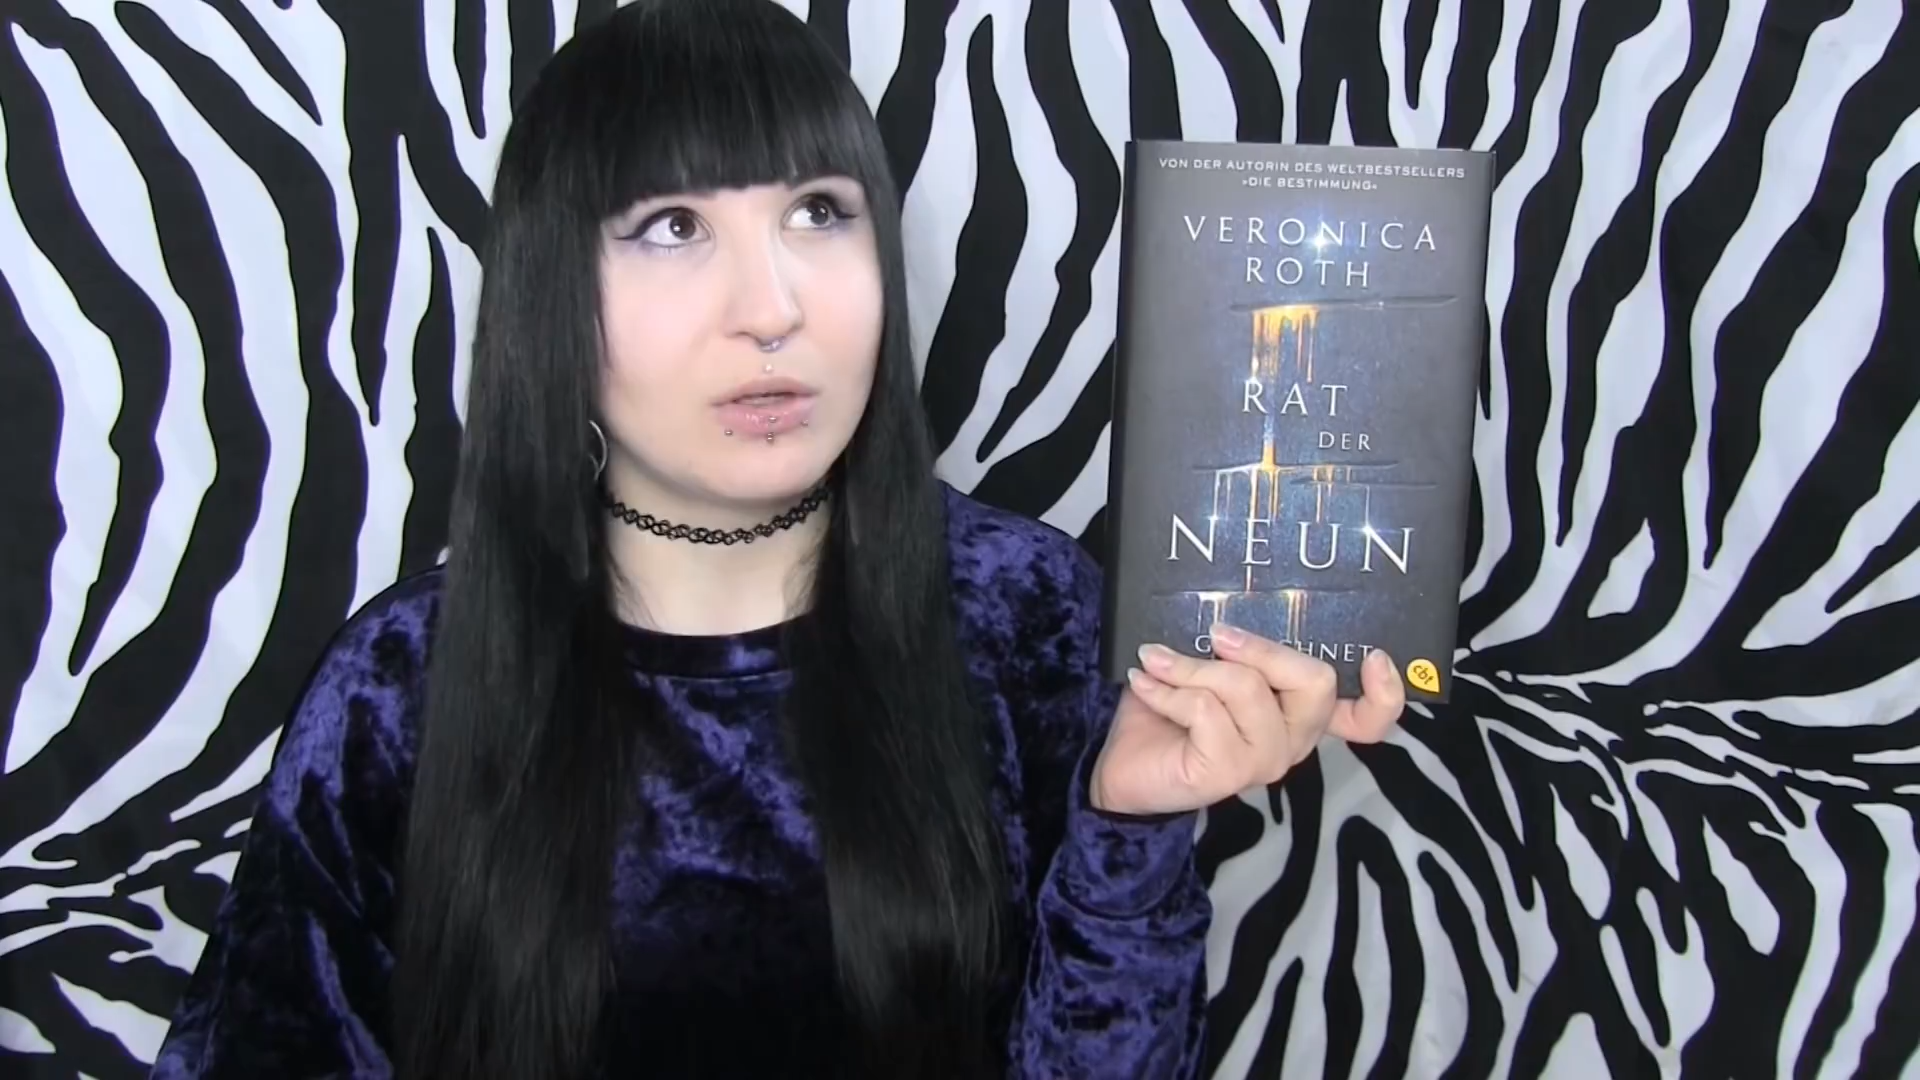 VON DER AUTORIN DES WELTBESTSELLERS
»DIE BESTIMMUNG«
VERONICA
ROTH
RAT
DER
NEUN
cbt